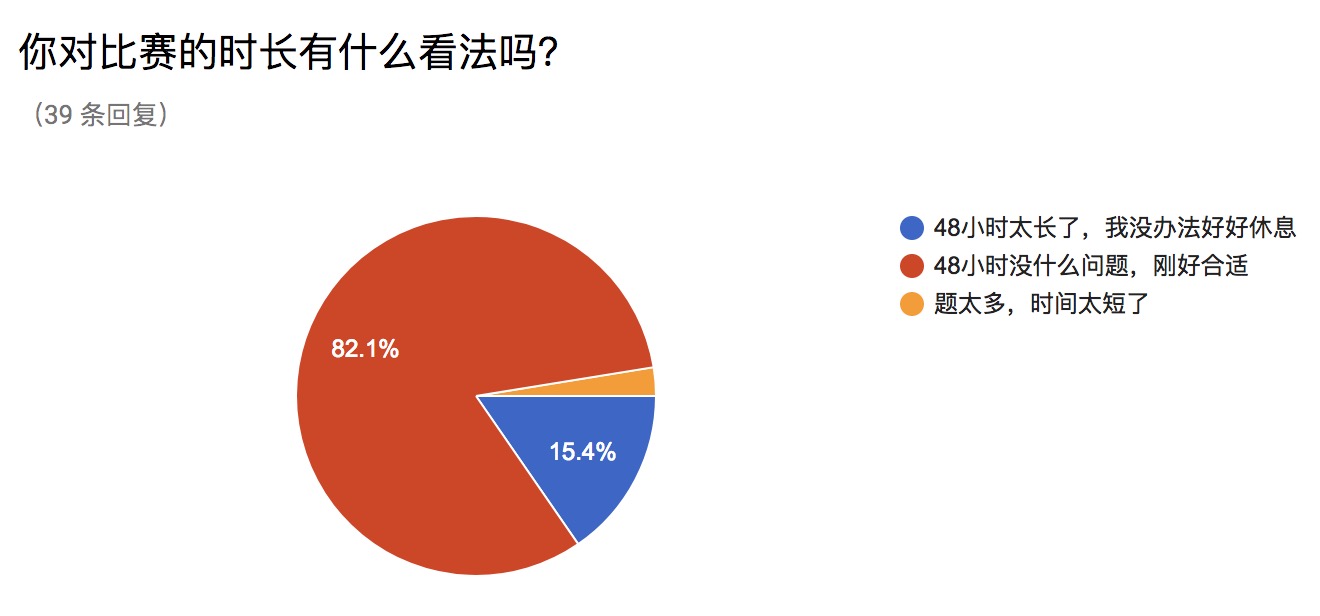 你对比赛的时长有什么看法吗?
（39 条回复）
48小时太长了，我没办法好好休息
48小时没什么问题，刚好合适
题太多，时间太短了
82.1%
15.4%